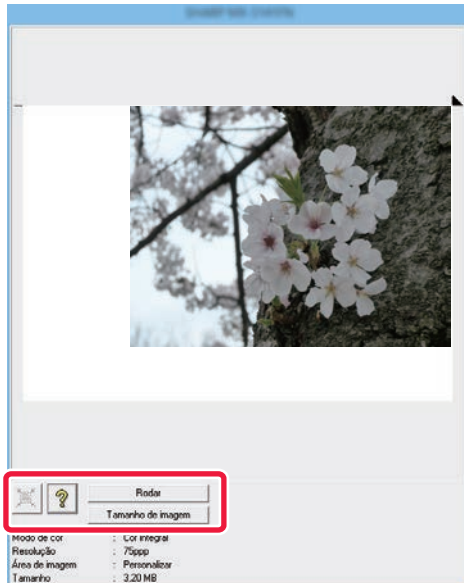 Rodar
Tamanho de imagem
Modo de cor : Cor integral
Resolução : 75ppp
Área de imagem : Personalizar
Tamanho : 3.20 MB